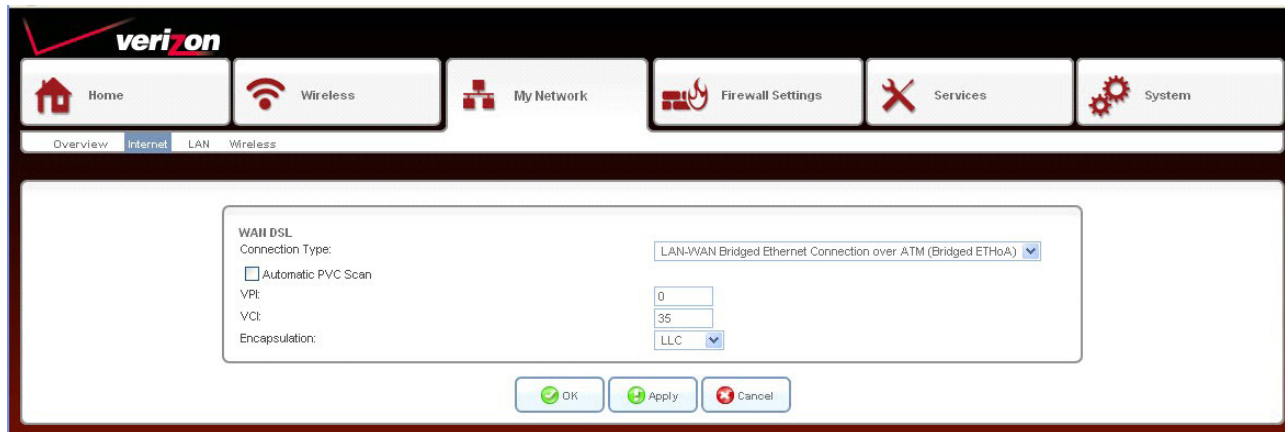 verizon
Home Wireless My Network Firewall Settings Services System
Overview Internet LAN Wireless
WAN DSL
Connection Type: LAN-WAN Bridged Ethernet Connection over ATM (Bridged ETHoA)
Automatic PVC Scan
VPI: 0
VCI: 35
Encapsulation: LLC
OK Apply Cancel